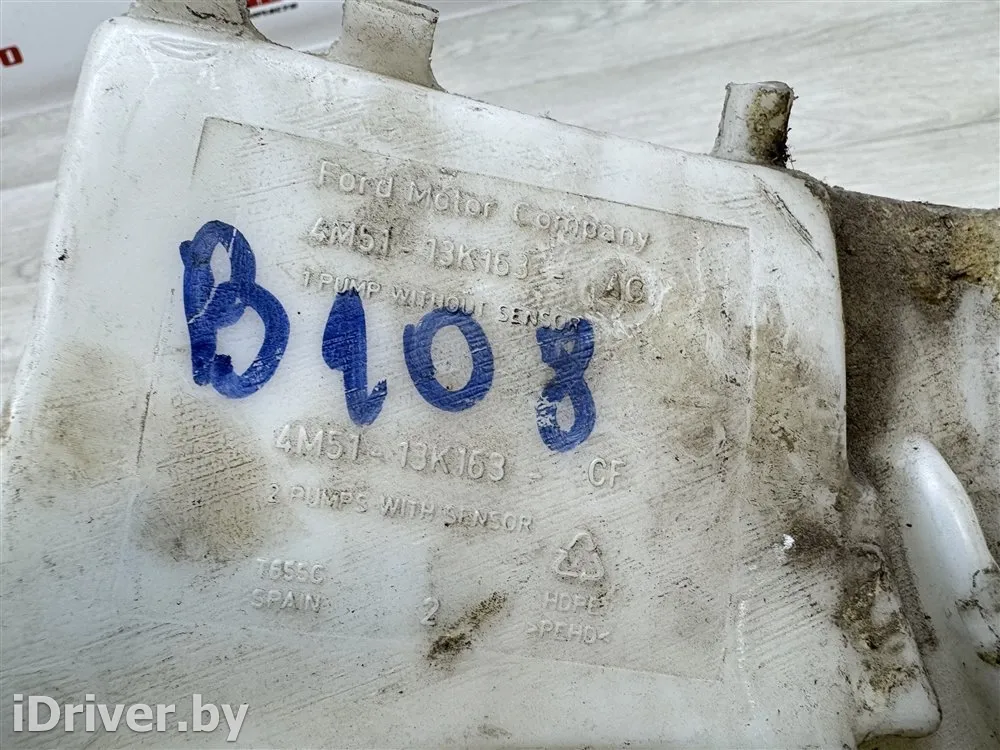 Ford Motor Company
4M51 - 13K163 - AG
1 PUMP WITHOUT SENSOR
B108
4M51 - 13K163 - CF
2 PUMPS WITH SENSOR
SPAIN
2
HDPE
>PEHD<
iDriver.by